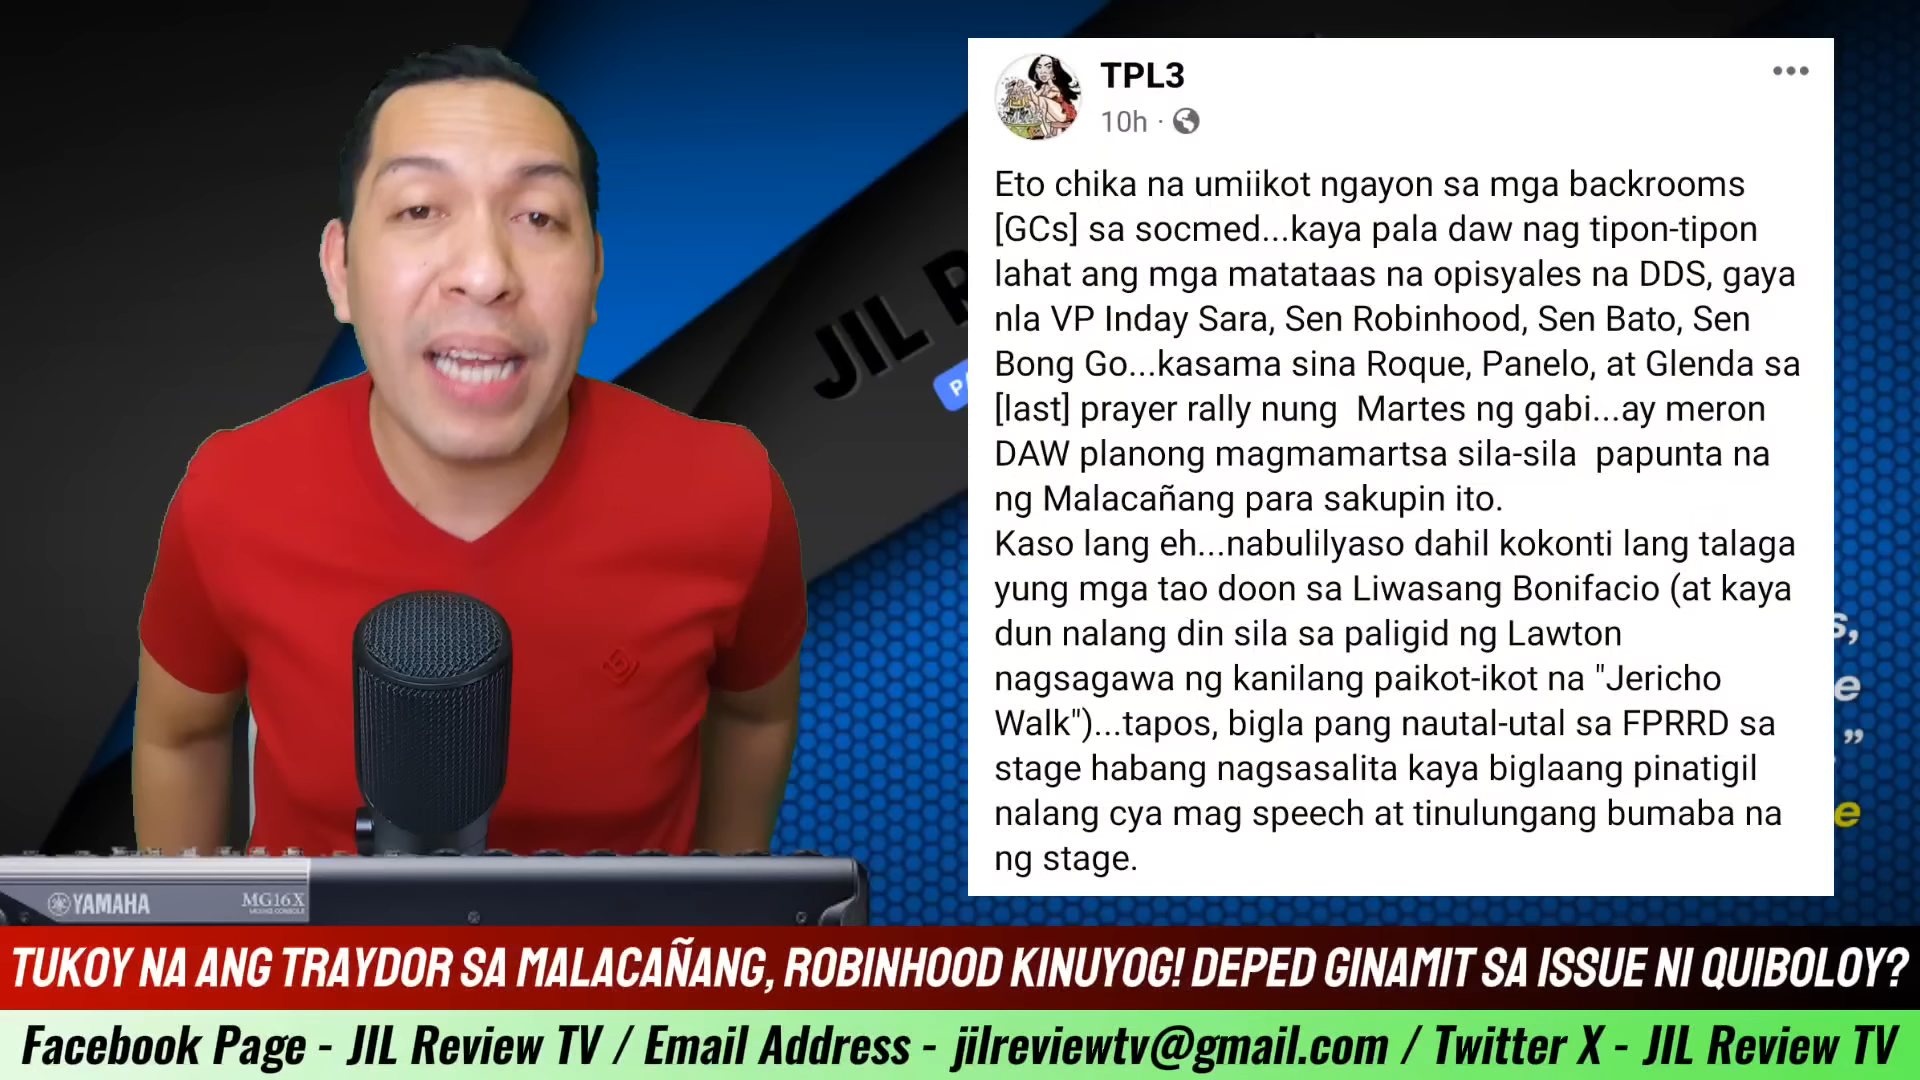 TPL3
10h ·
Eto chika na umiikot ngayon sa mga backrooms
[GCs] sa socmed...kaya pala daw nag tipon-tipon
lahat ang mga matataas na opisyales na DDS, gaya
nla VP Inday Sara, Sen Robinhood, Sen Bato, Sen
Bong Go...kasama sina Roque, Panelo, at Glenda sa
[last] prayer rally nung  Martes ng gabi...ay meron
DAW planong magmamartsa sila-sila  papunta na
ng Malacañang para sakupin ito.
Kaso lang eh...nabulilyaso dahil kokonti lang talaga
yung mga tao doon sa Liwasang Bonifacio (at kaya
dun nalang din sila sa paligid ng Lawton
nagsagawa ng kanilang paikot-ikot na "Jericho
Walk")...tapos, bigla pang nautal-utal sa FPRRD sa
stage habang nagsasalita kaya biglaang pinatigil
nalang cya mag speech at tinulungang bumaba na
ng stage.
JIL R
s,
e
”
e
YAMAHA
MG16X
MIXING CONSOLE
TUKOY NA ANG TRAYDOR SA MALACAÑANG, ROBINHOOD KINUYOG! DEPED GINAMIT SA ISSUE NI QUIBOLOY?
Facebook Page - JIL Review TV / Email Address - jilreviewtv@gmail.com / Twitter X - JIL Review TV